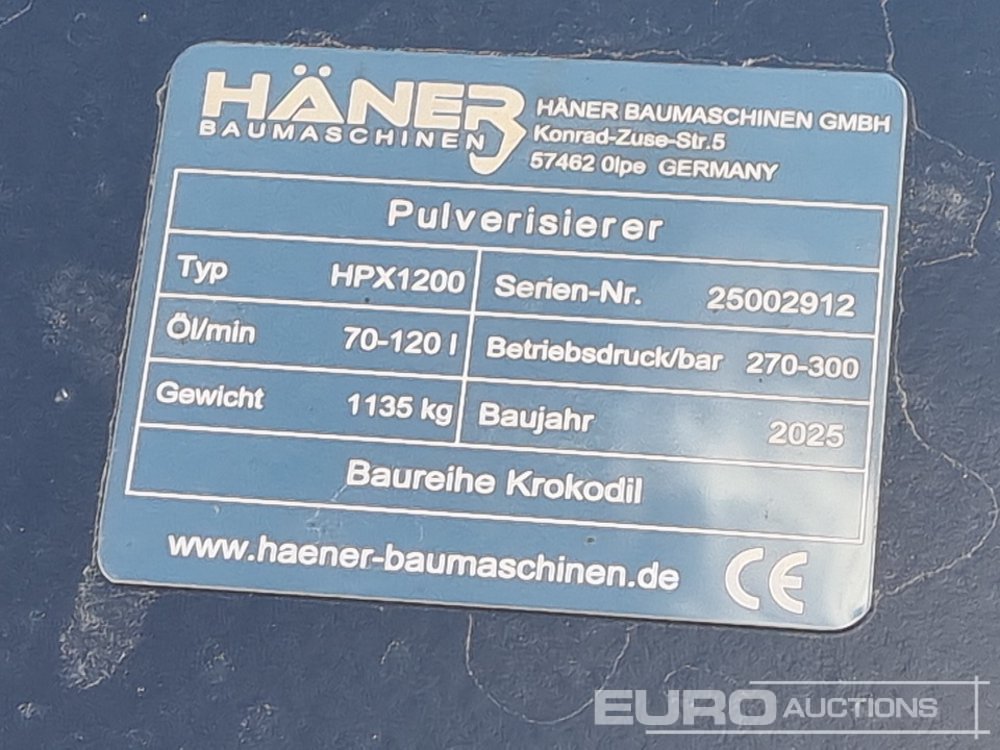 HÄNER
BAUMASCHINEN
HÄNER BAUMASCHINEN GMBH
Konrad-Zuse-Str.5
57462 Olpe GERMANY
Pulverisierer
Typ HPX1200 Serien-Nr. 25002912
Öl/min 70-120 l Betriebsdruck/bar 270-300
Gewicht 1135 kg Baujahr 2025
Baureihe Krokodil
www.haener-baumaschinen.de CE
EURO AUCTIONS